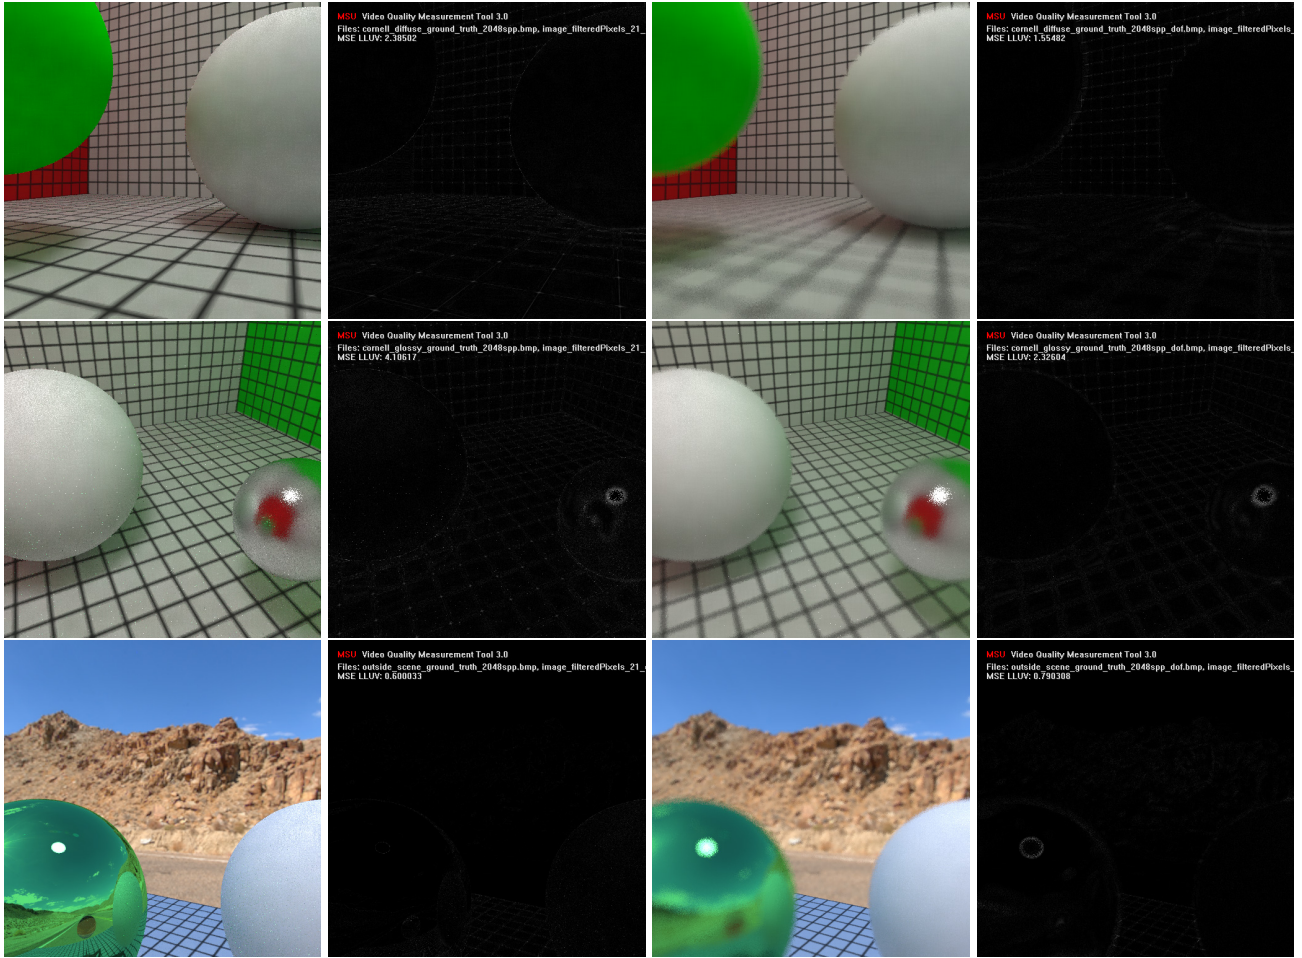 MSU Video Quality Measurement Tool 3.0
Files: cornell_diffuse_ground_truth_2048spp.bmp, image_filteredPixels_21_
MSE LLUV: 2.38502
MSU Video Quality Measurement Tool 3.0
Files: cornell_diffuse_ground_truth_2048spp_dof.bmp, image_filteredPixels_
MSE LLUV: 1.55482
MSU Video Quality Measurement Tool 3.0
Files: cornell_glossy_ground_truth_2048spp.bmp, image_filteredPixels_21_
MSE LLUV: 4.10617
MSU Video Quality Measurement Tool 3.0
Files: cornell_glossy_ground_truth_2048spp_dof.bmp, image_filteredPixels_
MSE LLUV: 2.32604
MSU Video Quality Measurement Tool 3.0
Files: outside_scene_ground_truth_2048spp.bmp, image_filteredPixels_21_
MSE LLUV: 0.600033
MSU Video Quality Measurement Tool 3.0
Files: outside_scene_ground_truth_2048spp_dof.bmp, image_filteredPixels_
MSE LLUV: 0.790308